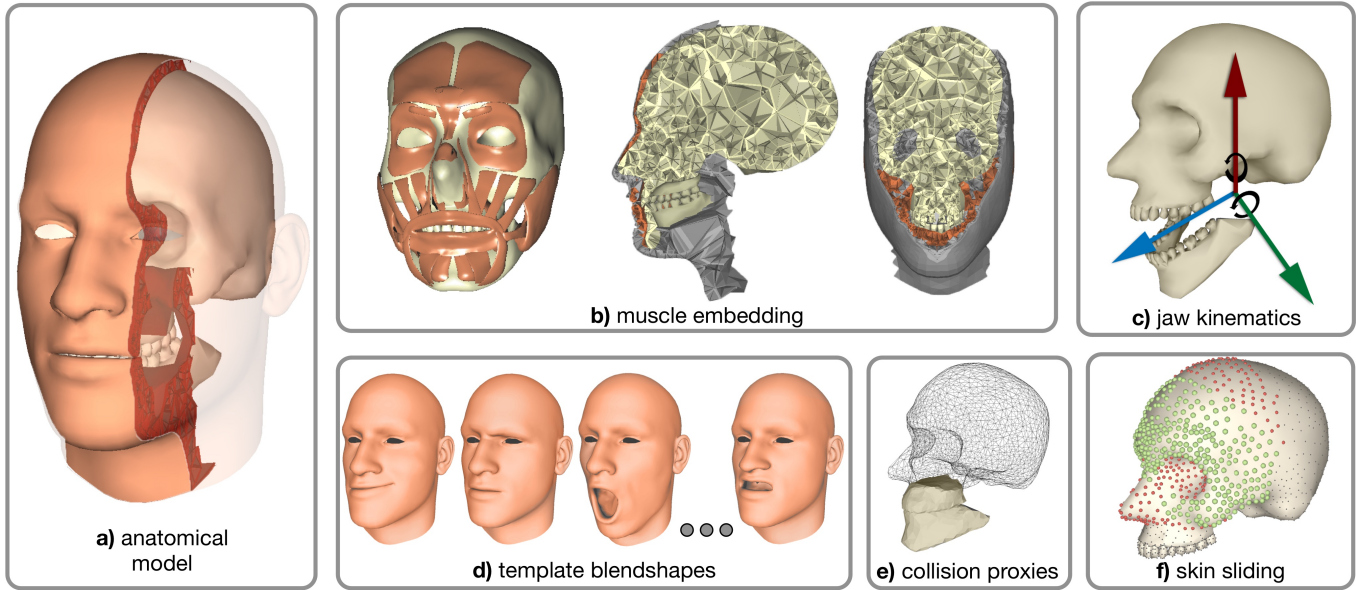 a) anatomical
model
b) muscle embedding
c) jaw kinematics
d) template blendshapes
e) collision proxies
f) skin sliding